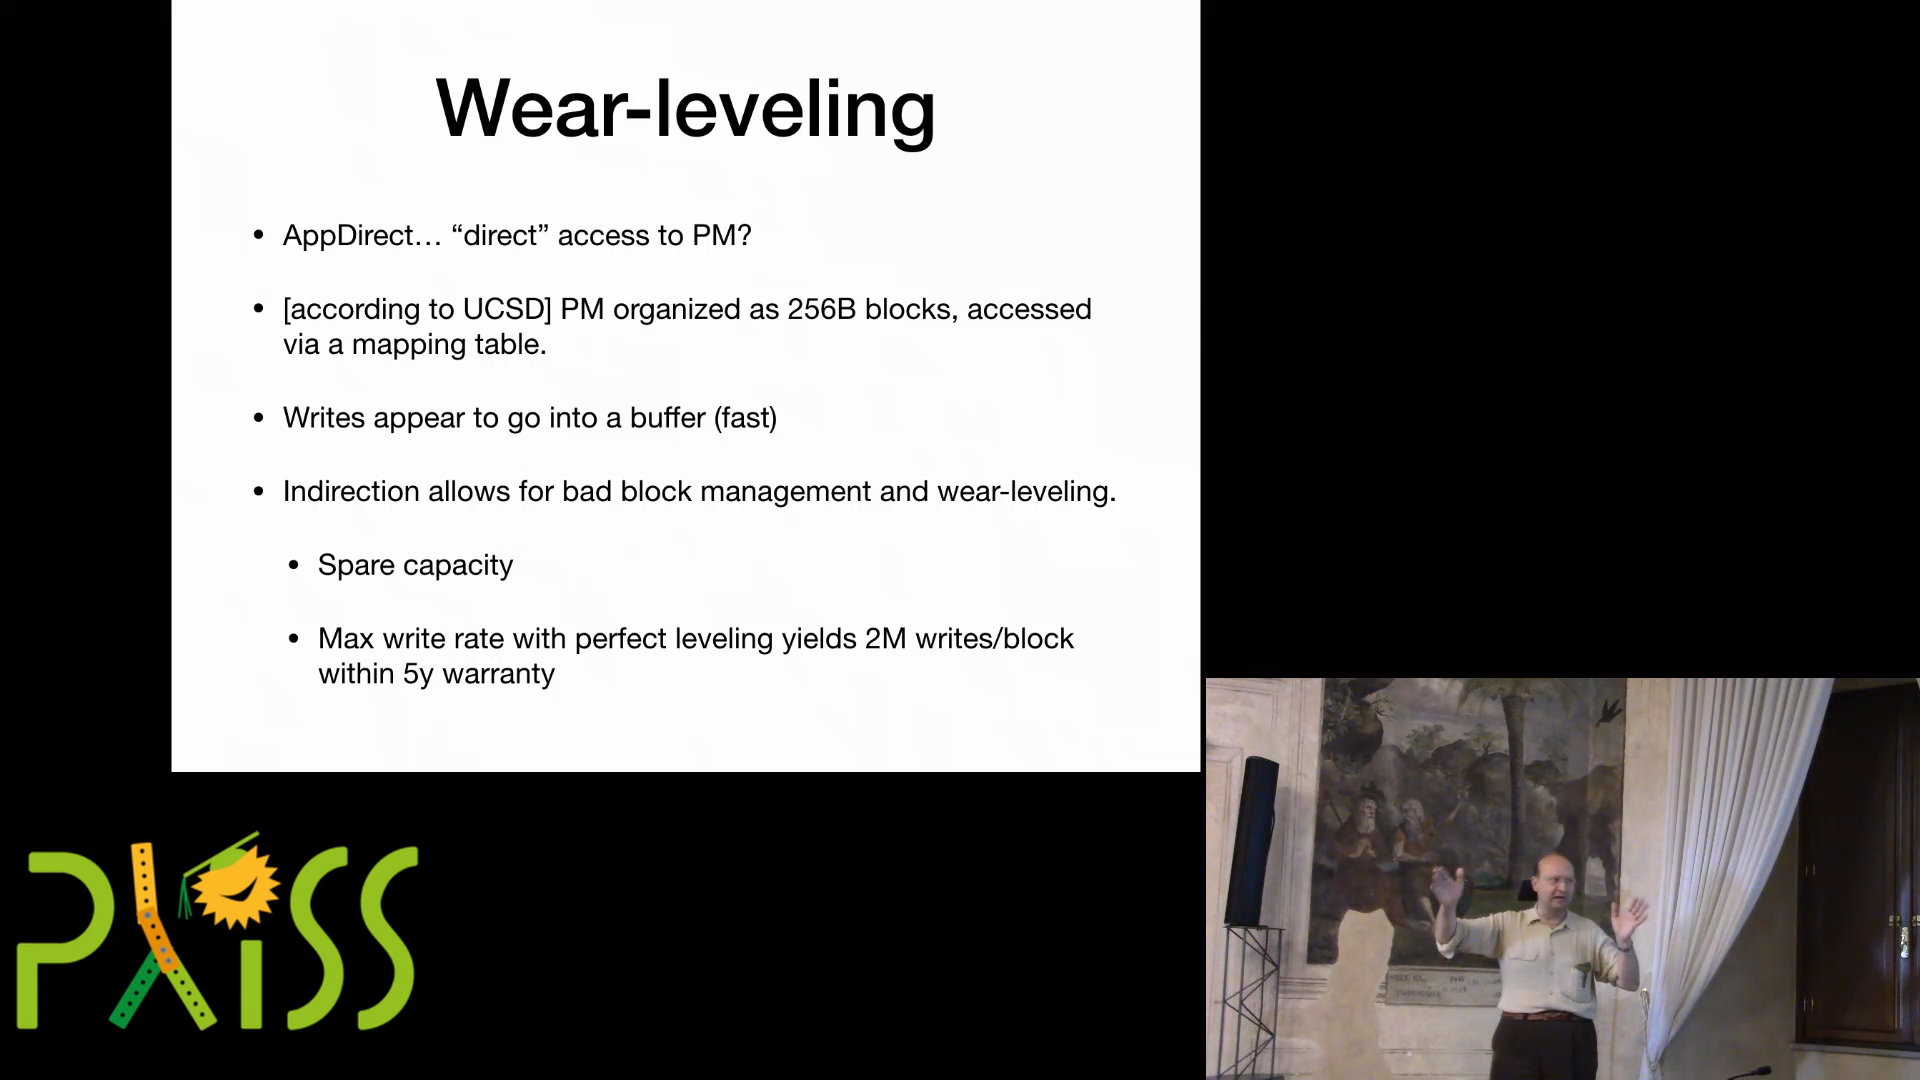 Wear-leveling
• AppDirect… “direct” access to PM?
• [according to UCSD] PM organized as 256B blocks, accessed
via a mapping table.
• Writes appear to go into a buffer (fast)
• Indirection allows for bad block management and wear-leveling.
• Spare capacity
• Max write rate with perfect leveling yields 2M writes/block
within 5y warranty
PLISS